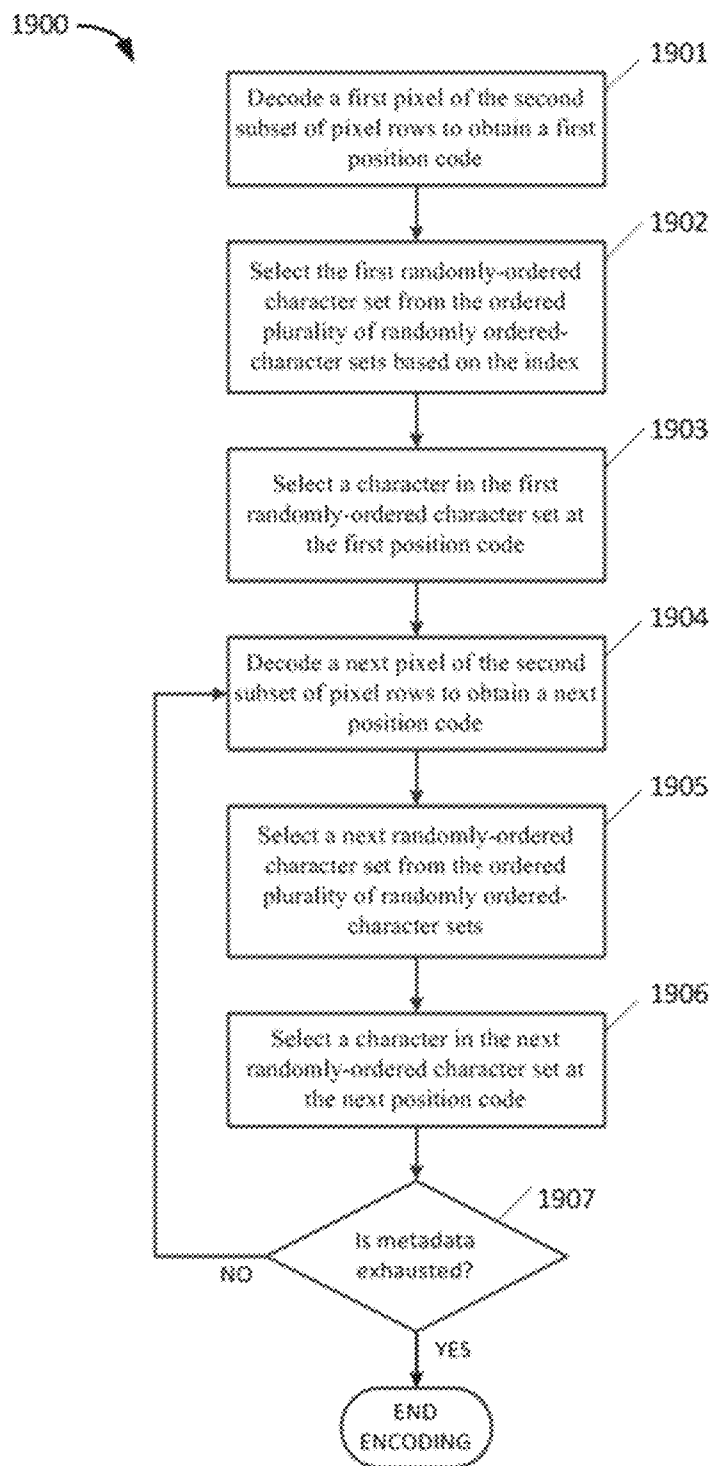 1900
1901
Decode a first pixel of the second
subset of pixel rows to obtain a first
position code
1902
Select the first randomly-ordered
character set from the ordered
plurality of randomly ordered-
character sets based on the index
1903
Select a character in the first
randomly-ordered character set at
the first position code
1904
Decode a next pixel of the second
subset of pixel rows to obtain a next
position code
1905
Select a next randomly-ordered
character set from the ordered
plurality of randomly ordered-
character sets
1906
Select a character in the next
randomly-ordered character set at
the next position code
1907
Is metadada
exhausted?
NO
YES
END
ENCODING